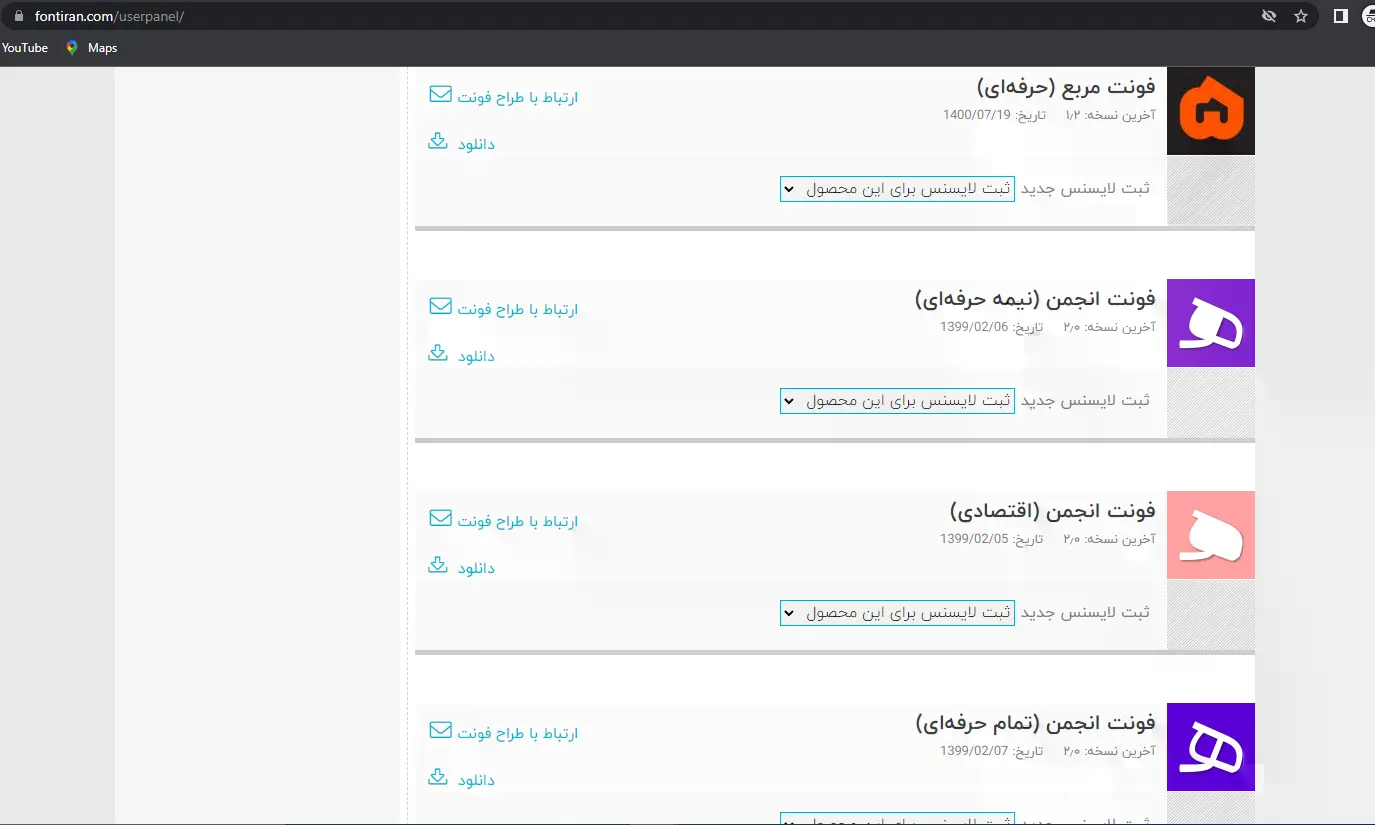 fontiran.com/userpanel/
YouTube Maps
فونت مربع (حرفه‌ای)
آخرین نسخه: ۱٫۲ تاریخ: 1400/07/19
ارتباط با طراح فونت
دانلود
ثبت لایسنس جدید ثبت لایسنس برای این محصول
فونت انجمن (نیمه حرفه‌ای)
آخرین نسخه: ۲٫۰ تاریخ: 1399/02/06
ارتباط با طراح فونت
دانلود
ثبت لایسنس جدید ثبت لایسنس برای این محصول
فونت انجمن (اقتصادی)
آخرین نسخه: ۲٫۰ تاریخ: 1399/02/05
ارتباط با طراح فونت
دانلود
ثبت لایسنس جدید ثبت لایسنس برای این محصول
فونت انجمن (تمام حرفه‌ای)
آخرین نسخه: ۲٫۰ تاریخ: 1399/02/07
ارتباط با طراح فونت
دانلود